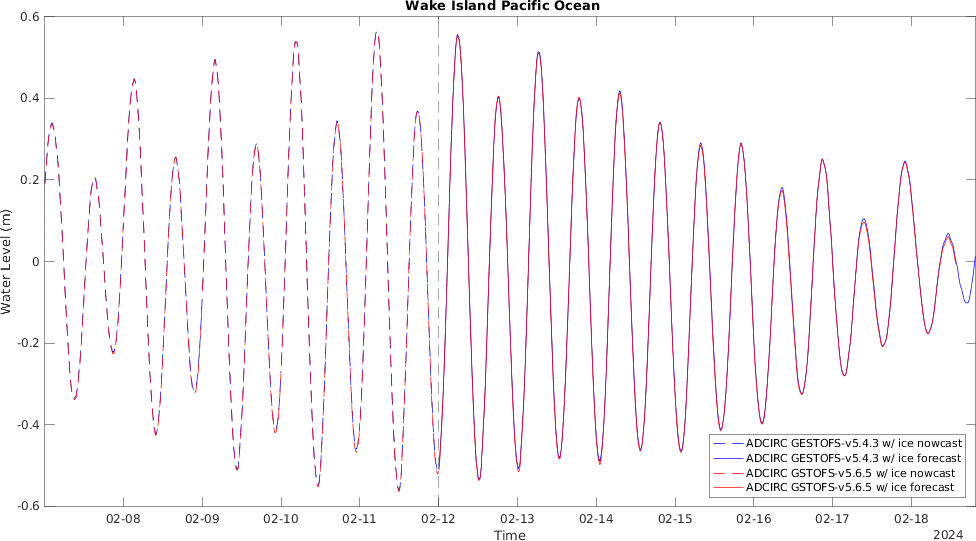 Wake Island Pacific Ocean
0.6
0.4
0.2
0
-0.2
-0.4
-0.6
Water Level (m)
ADCIRC GESTOFS-v5.4.3 w/ ice nowcast
ADCIRC GESTOFS-v5.4.3 w/ ice forecast
ADCIRC GSTOFS-v5.6.5 w/ ice nowcast
ADCIRC GSTOFS-v5.6.5 w/ ice forecast
02-08 02-09 02-10 02-11 02-12 02-13 02-14 02-15 02-16 02-17 02-18
Time
2024